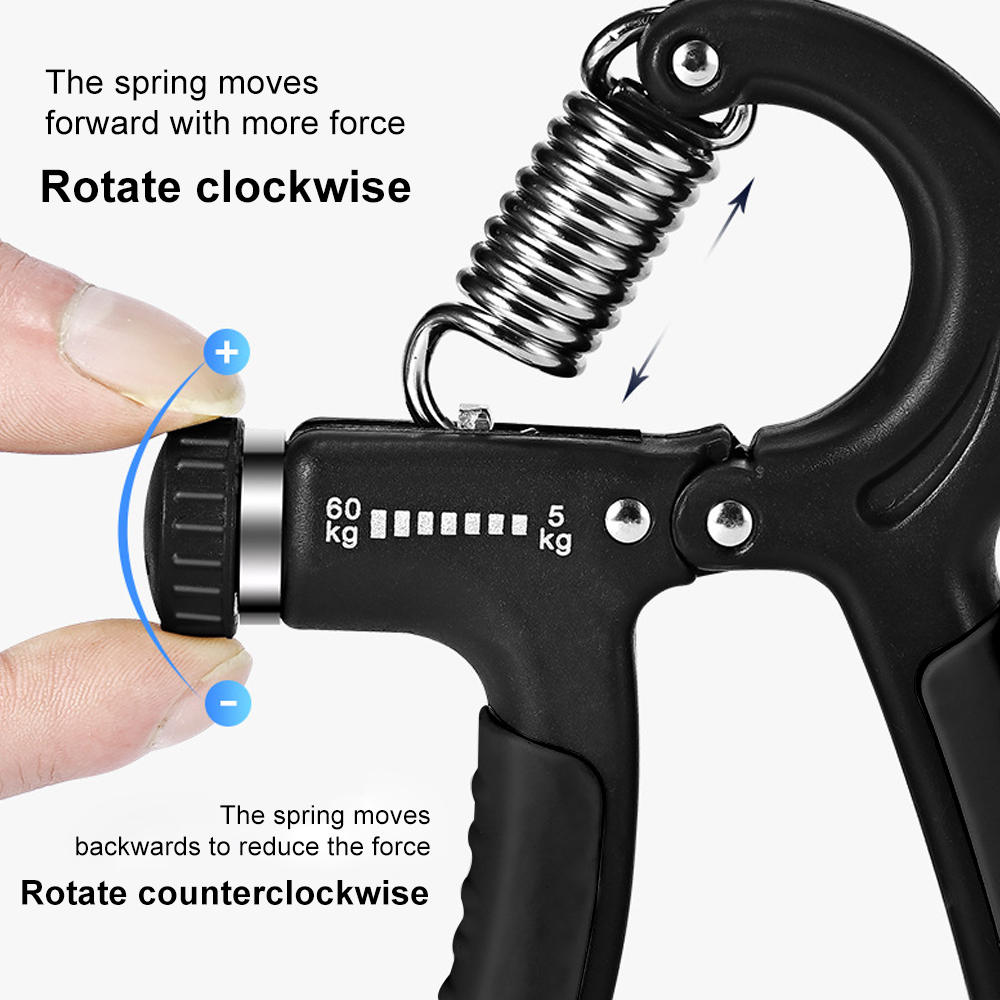 The spring moves
forward with more force
Rotate clockwise
+
60 kg
5 kg
-
The spring moves
backwards to reduce the force
Rotate counterclockwise